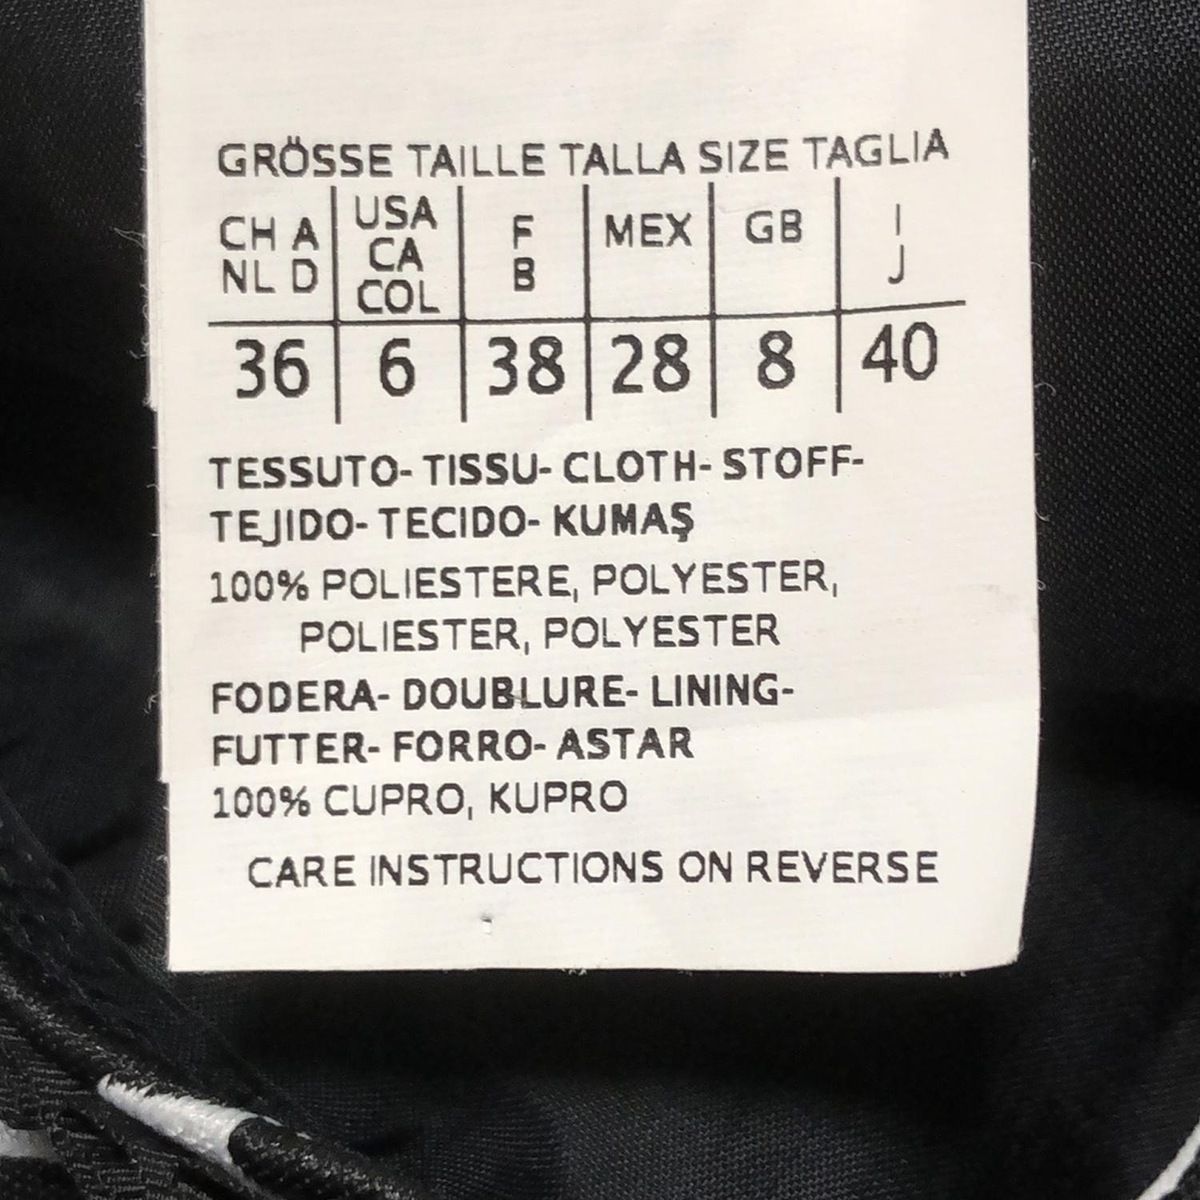 GRÖSSE TAILLE TALLA SIZE TAGLIA
CH A NL D | USA CA COL | F B | MEX | GB | I J
36 | 6 | 38 | 28 | 8 | 40
TESSUTO- TISSU- CLOTH- STOFF-
TEJIDO- TECIDO- KUMAŞ
100% POLIESTERE, POLYESTER,
POLIESTER, POLYESTER
FODERA- DOUBLURE- LINING-
FUTTER- FORRO- ASTAR
100% CUPRO, KUPRO
CARE INSTRUCTIONS ON REVERSE